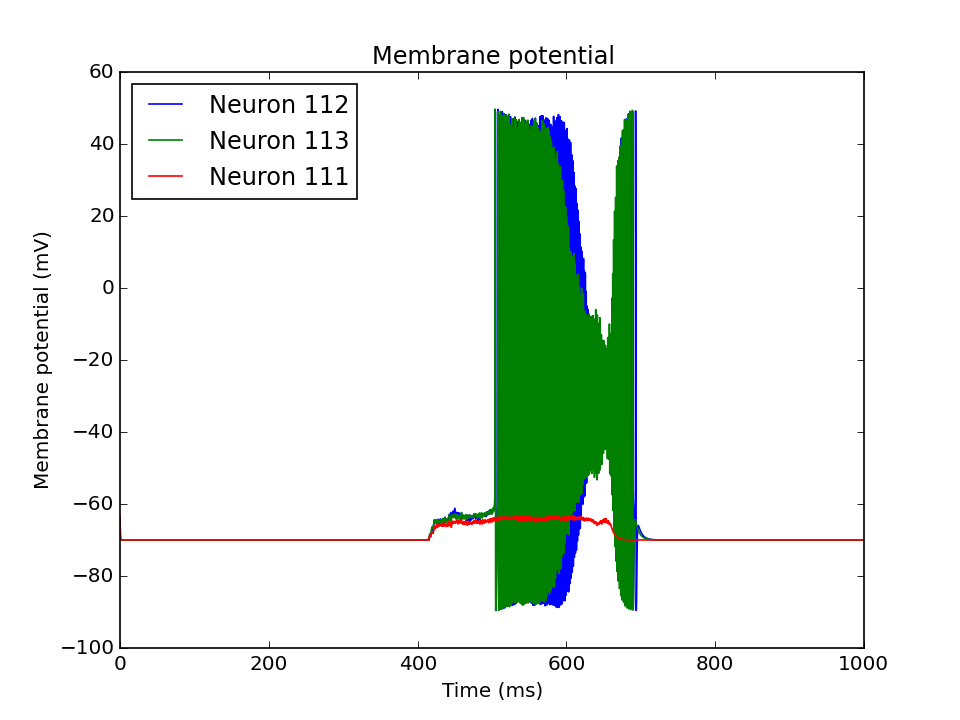 Membrane potential
60
40
20
0
−20
−40
−60
−80
−100
Membrane potential (mV)
Neuron 112
Neuron 113
Neuron 111
0 200 400 600 800 1000
Time (ms)